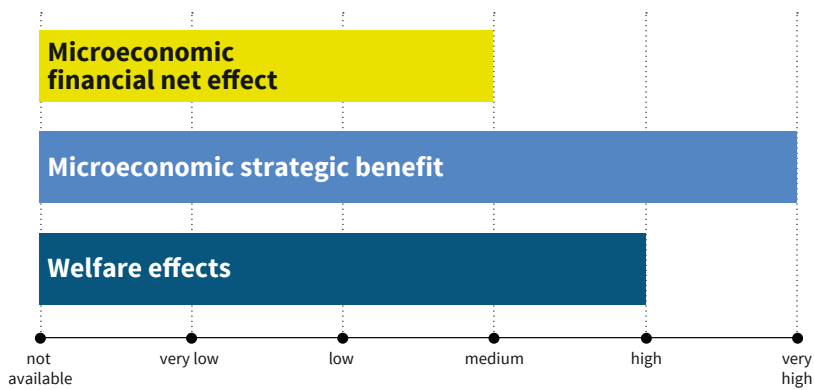 Microeconomic
financial net effect
Microeconomic strategic benefit
Welfare effects
not
available
very low
low
medium
high
very
high